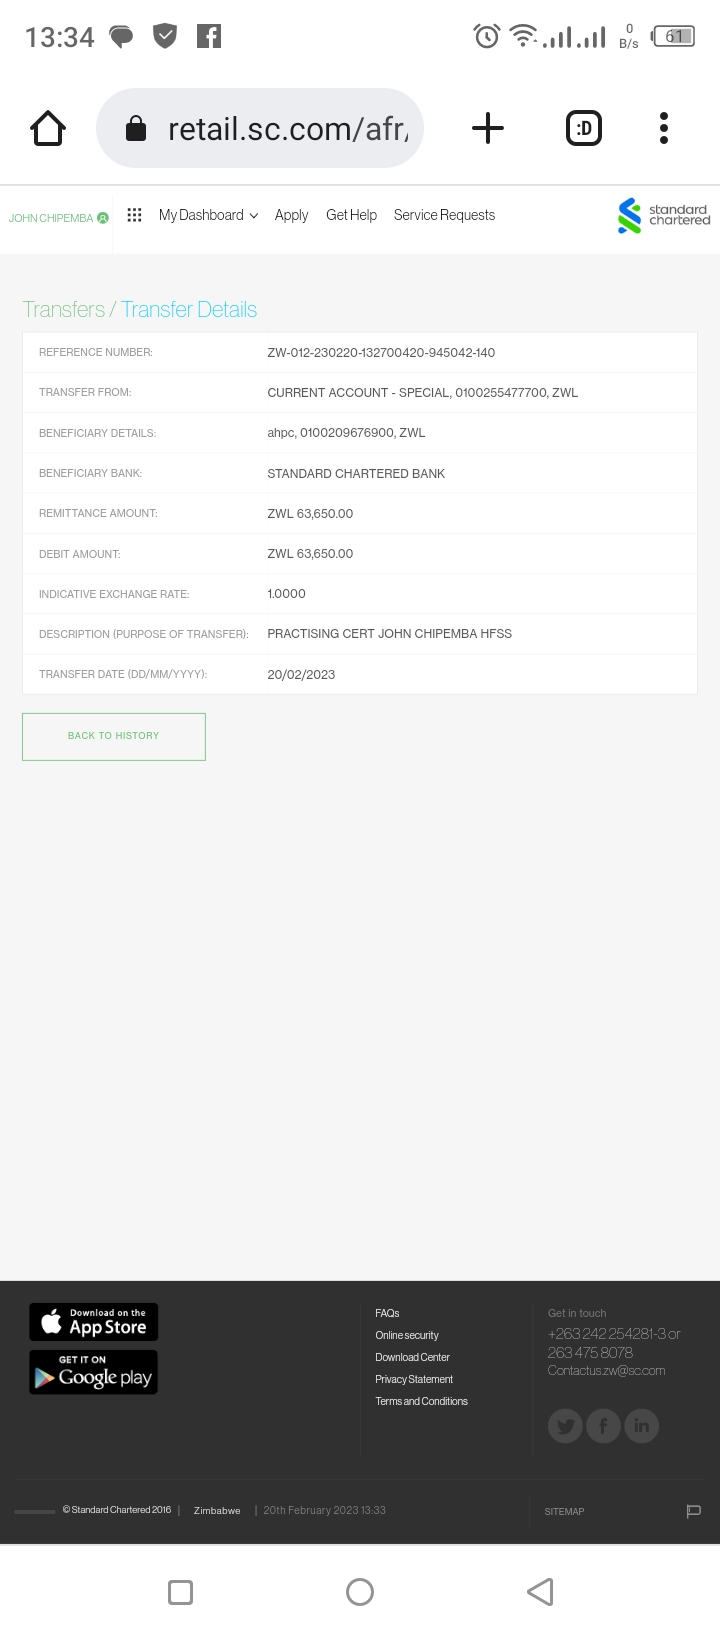 13:34
0
B/s
61
retail.sc.com/afr/
:D
JOHN CHIPEMBA
My Dashboard
Apply
Get Help
Service Requests
standard
chartered
Transfers / Transfer Details
REFERENCE NUMBER: ZW-012-230220-132700420-945042-140
TRANSFER FROM: CURRENT ACCOUNT - SPECIAL, 0100255477700, ZWL
BENEFICIARY DETAILS: ahpc, 0100209676900, ZWL
BENEFICIARY BANK: STANDARD CHARTERED BANK
REMITTANCE AMOUNT: ZWL 63,650.00
DEBIT AMOUNT: ZWL 63,650.00
INDICATIVE EXCHANGE RATE: 1.0000
DESCRIPTION (PURPOSE OF TRANSFER): PRACTISING CERT JOHN CHIPEMBA HFSS
TRANSFER DATE (DD/MM/YYYY): 20/02/2023
BACK TO HISTORY
Download on the
App Store
GET IT ON
Google play
FAQs
Online security
Download Center
Privacy Statement
Terms and Conditions
Get in touch
+263 242 254281-3 or
263 475 8078
Contactus.zw@sc.com
© Standard Chartered 2016 | Zimbabwe | 20th February 2023 13:33
SITEMAP